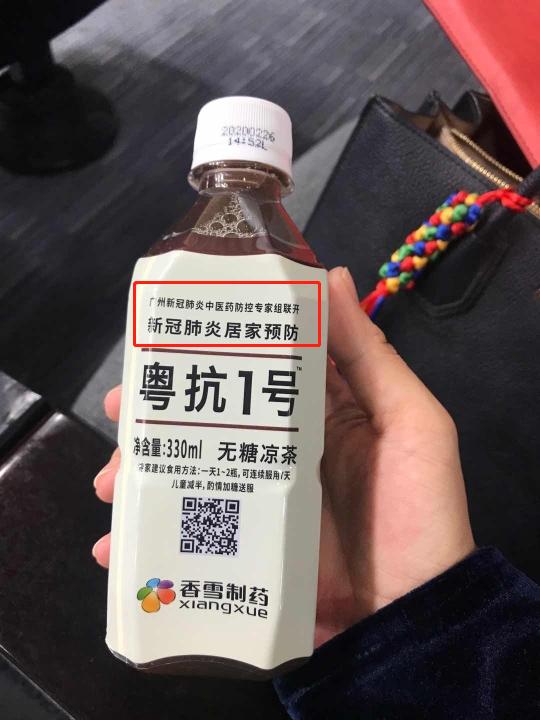 20200226
14:52L
广州新冠肺炎中医药防控专家组联开
新冠肺炎居家预防
粤抗1号™
净含量:330ml 无糖凉茶
专家建议食用方法:一天1~2瓶,可连续服用/天
儿童减半,酌情加糖送服
香雪制药
xiangxue